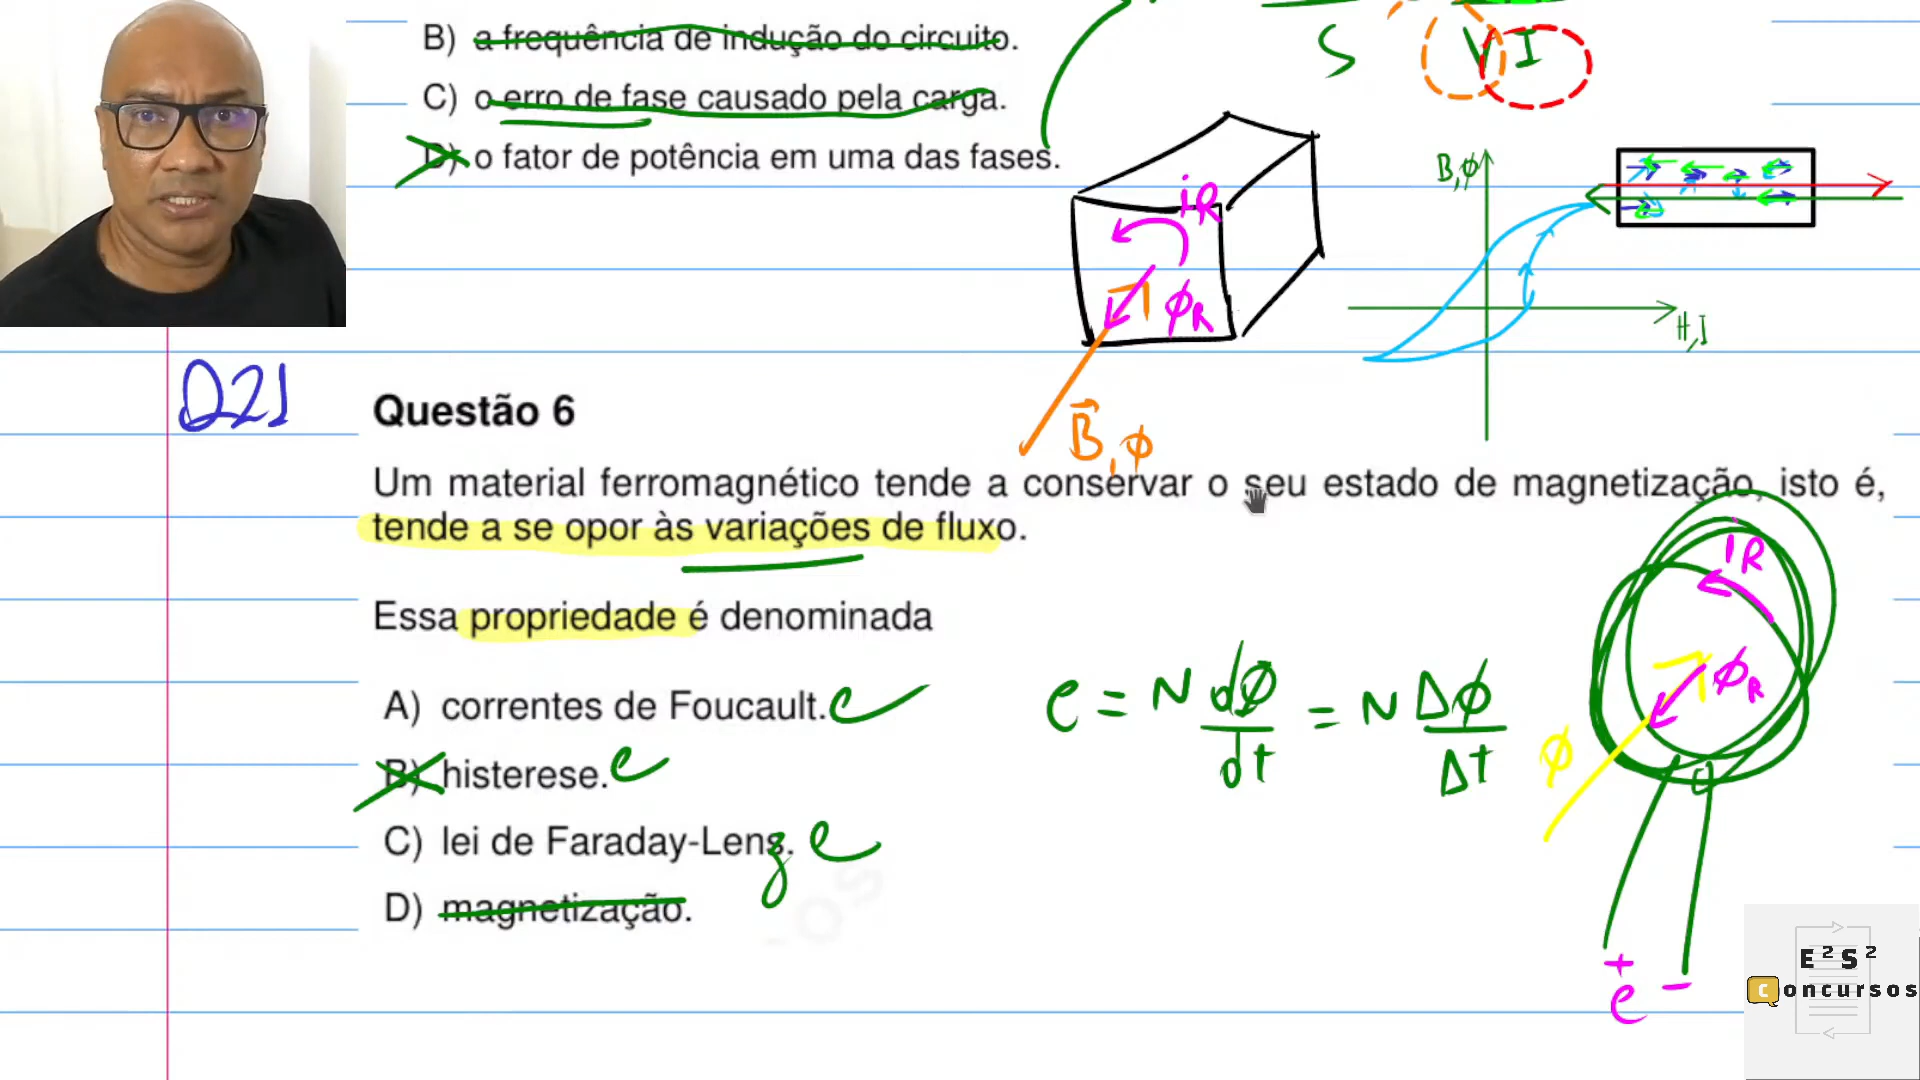 B) a frequência de indução do circuito.
C) o erro de fase causado pela carga.
D) o fator de potência em uma das fases.
S V I
iR
ϕR
B, ϕ
B,ϕ
H,I
Q21
Questão 6
Um material ferromagnético tende a conservar o seu estado de magnetização, isto é,
tende a se opor às variações de fluxo.
Essa propriedade é denominada
A) correntes de Foucault. e
B) histerese. e
C) lei de Faraday-Lens. z e
D) magnetização.
e = N dϕ/dt = N Δϕ/Δt
iR
ϕR
ϕ
+ e -
E²S²
Concursos